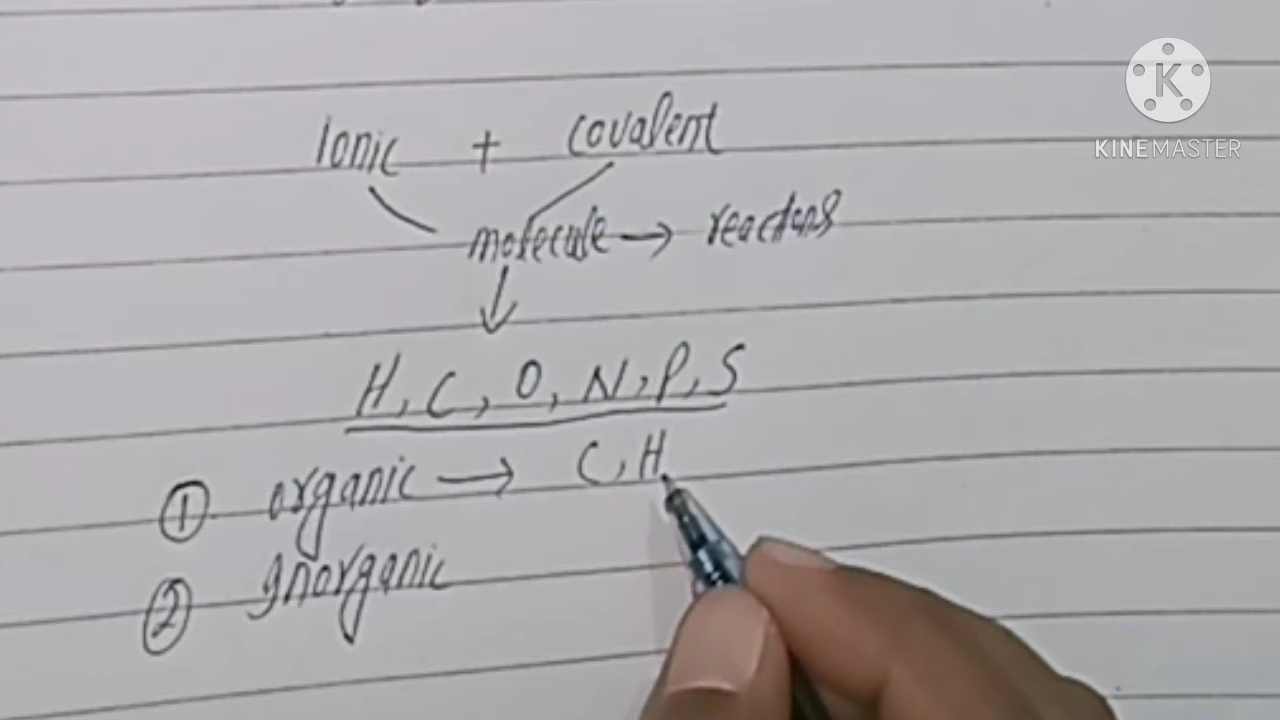 Ionic + covalent
molecule → reactions
H, C, O, N, P, S
① organic → C, H
② Inorganic
K
KINEMASTER